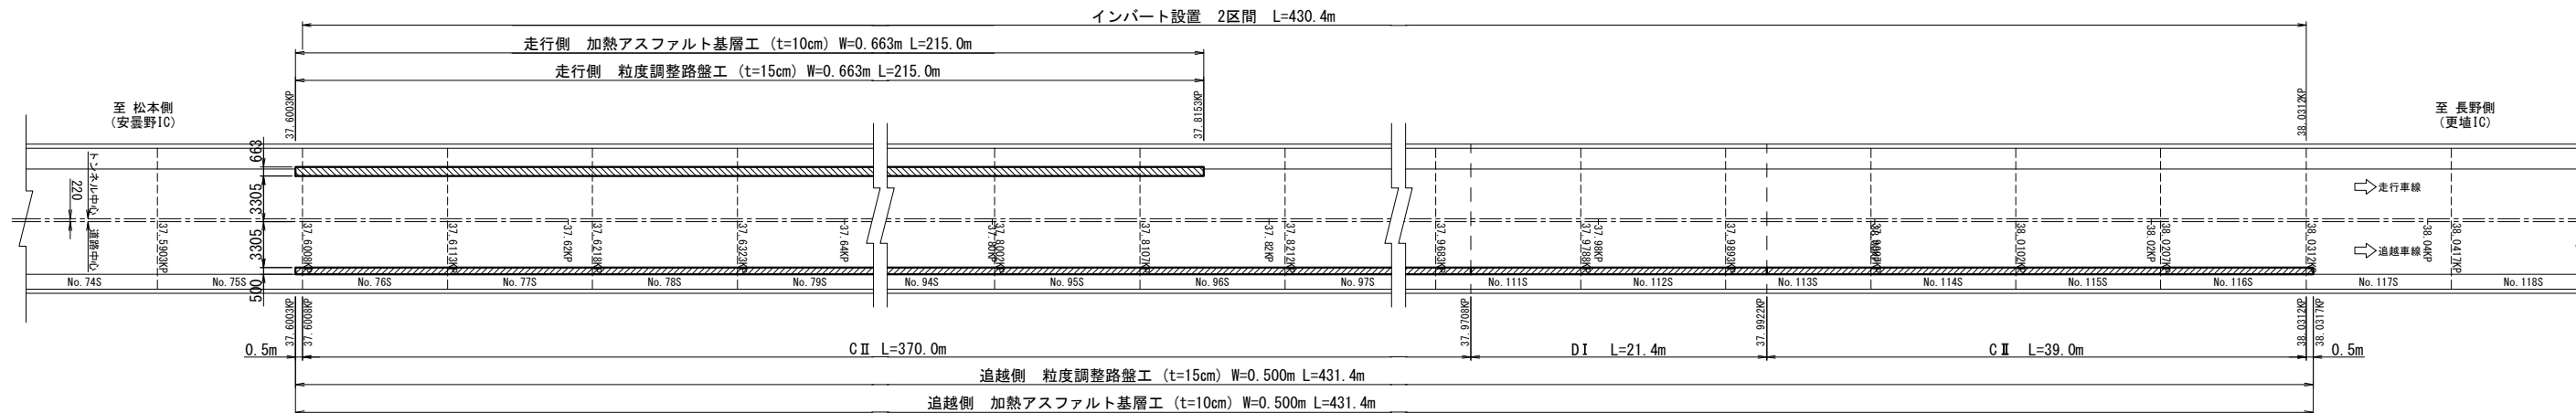 インバート設置　2区間　L=430.4m
走行側　加熱アスファルト基層工 (t=10cm) W=0.663m L=215.0m
走行側　粒度調整路盤工 (t=15cm) W=0.663m L=215.0m
37.6003KP
37.8153KP
38.0312KP
至 松本側
(安曇野IC)
至 長野側
(更埴IC)
663
3305
3305
500
220
トンネル中心
道路中心
走行車線
追越車線
37.5903KP
37.6008KP
37.6113KP
37.62KP
37.6218KP
37.6323KP
37.64KP
37.80KP
37.8002KP
37.8107KP
37.82KP
37.8212KP
37.9683KP
37.9788KP
37.98KP
37.9893KP
38.0102KP
38.02KP
38.0207KP
38.0312KP
38.04KP
38.0417KP
No.74S
No.75S
No.76S
No.77S
No.78S
No.79S
No.94S
No.95S
No.96S
No.97S
No.111S
No.112S
No.113S
No.114S
No.115S
No.116S
No.117S
No.118S
37.6003KP
37.6008KP
37.9708KP
37.9922KP
38.0312KP
38.0317KP
0.5m
CⅡ L=370.0m
DⅠ L=21.4m
CⅡ L=39.0m
0.5m
追越側　粒度調整路盤工 (t=15cm) W=0.500m L=431.4m
追越側　加熱アスファルト基層工 (t=10cm) W=0.500m L=431.4m